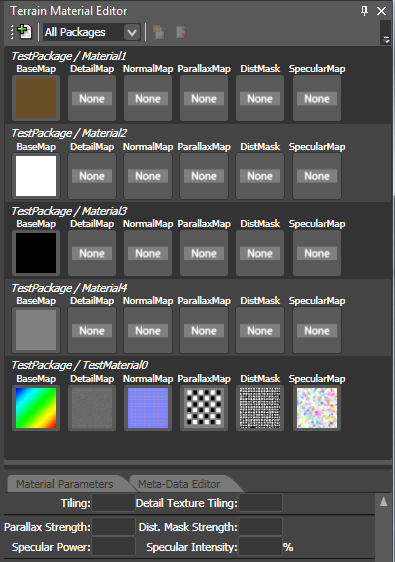 Terrain Material Editor
All Packages
TestPackage / Material1
BaseMap DetailMap NormalMap ParallaxMap DistMask SpecularMap
None None None None None
TestPackage / Material2
BaseMap DetailMap NormalMap ParallaxMap DistMask SpecularMap
None None None None None
TestPackage / Material3
BaseMap DetailMap NormalMap ParallaxMap DistMask SpecularMap
None None None None None
TestPackage / Material4
BaseMap DetailMap NormalMap ParallaxMap DistMask SpecularMap
None None None None None
TestPackage / TestMaterial0
BaseMap DetailMap NormalMap ParallaxMap DistMask SpecularMap
Material Parameters Meta-Data Editor
Tiling: Detail Texture Tiling:
Parallax Strength: Dist. Mask Strength:
Specular Power: Specular Intensity: %